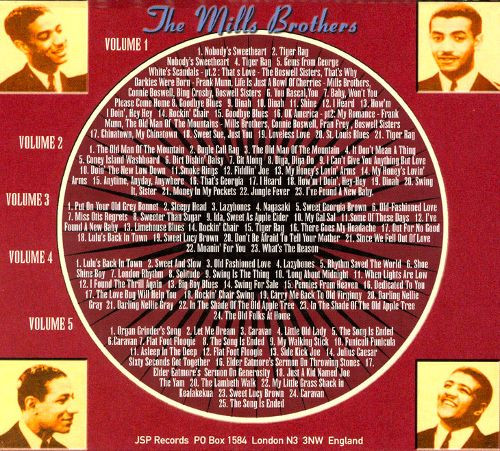 The Mills Brothers
VOLUME 1
1. Nobody's Sweetheart 2. Tiger Rag
Nobody's Sweetheart 4. Tiger Rag 5. Gems from George
White's Scandals - pt.2 : That s Love - The Boswell Sisters, That's Why
Darkies Were Born - Frank Munn, Life Is Just A Bowl Of Cherries - Mills Brothers,
Connie Boswell, Bing Crosby, Boswell Sisters 6. You Rascal, You 7. Baby, Won't You
Please Come Home 8. Goodbye Blues 9. Dinah 10. Dinah 11. Shine 12. I Heard 13. How'm
I Doin', Hey Hey 14. Rockin' Chair 15. Goodbye Blues 16. OK America - pt2: My Romance - Frank
Munn, The Old Man Of The Mountain - Mills Brothers, Connie Boswell, Fran Frey , Boswell Sisters
17. Chinatown, My Chinatown 18. Sweet Sue, Just You 19. Loveless Love 20. St. Louis Blues 21. Tiger Rag
VOLUME 2
1. The Old Man Of The Mountain 2. Bugle Call Rag 3. The Old Man Of The Mountain 4. It Don't Mean A Thing
5. Coney Island Washboard 6. Dirt Dishin' Daisy 7. Git Along 8. Diga, Diga Do 9. I Can't Give You Anything But Love
10. Doin' The New Low Down 11. Smoke Rings 12. Fiddlin' Joe 13. My Honey's Lovin' Arms 14. My Honey's Lovin'
Arms 15. Anytime, Anyday, Anywhere 16. That's Georgia 17. I Heard 18. How'm I Doin', Hey-Hey 19. Dinah 20. Swing
It, Sister 21. Money In My Pockets 22. Jungle Fever 23. I've Found A New Baby.
VOLUME 3
1. Put On Your Old Grey Bonnet 2. Sleepy Head 3. Lazybones 4. Nagasaki 5. Sweet Georgia Brown 6. Old-Fashioned Love
7. Miss Otis Regrets 8. Sweeter Than Sugar 9. Ida, Sweet As Apple Cider 10. My Gal Sal 11. Some Of These Days 12. I've
Found A New Baby 13. Limehouse Blues 14. Rockin' Chair 15. Tiger Rag 16. There Goes My Headache 17. Out For No Good
18. Lulu's Back In Town 19. Sweet Lucy Brown 20. Don't Be Afraid To Tell Your Mother 21. Since We Fell Out Of Love
22. Moanin' For You 23. What's The Reason
VOLUME 4
1. Lulu's Back In Town 2. Sweet And Slow 3. Old Fashioned Love 4. Lazybones 5. Rhythm Saved The World 6. Shoe
Shine Boy 7. London Rhythm 8. Solitude 9. Swing Is The Thing 10. 'Long About Midnight 11. When Lights Are Low
12. I Found The Thrill Again 13. Big Boy Blues 14. Swing For Sale 15. Pennies From Heaven 16. Dedicated To You
17. The Love Bug Will Help You 18. Rockin' Chair Swing 19. Carry Me Back To Old Virginny 20. Darling Nellie
Gray 21. Darling Nellie Gray 22. In The Shade Of The Old Apple Tree 23. In The Shade Of The Old Apple Tree
24. The Old Folks At Home
VOLUME 5
1. Organ Grinder's Song 2. Let Me Dream 3. Caravan 4. Little Old Lady 5. The Song Is Ended
6.Caravan 7. Flat Foot Floogie 8. The Song Is Ended 9. My Walking Stick 10. Funiculi Funicula
11. Asleep In The Deep 12. Flat Foot Floogie 13. Side Kick Joe 14. Julius Caesar
Sixty Seconds Got Together 16. Elder Eatmore's Sermon On Throwing Stones 17.
Elder Eatmore's Sermon On Generosity 18. Just A Kid Named Joe
The Yam 20. The Lambeth Walk 21. My Little Grass Shack in
Kealakekua 22. Sweet Lucy Brown 24. Caravan
25. The Song Is Ended
JSP Records PO Box 1584 London N3 3NW England